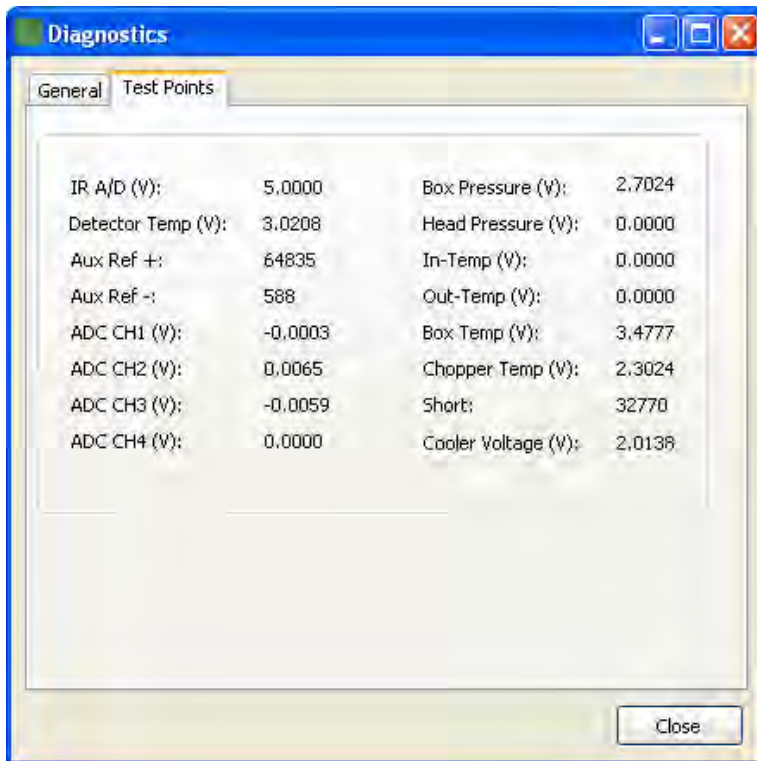 Diagnostics
General Test Points
IR A/D (V): 5.0000 Box Pressure (V): 2.7024
Detector Temp (V): 3.0208 Head Pressure (V): 0.0000
Aux Ref +: 64835 In-Temp (V): 0.0000
Aux Ref -: 588 Out-Temp (V): 0.0000
ADC CH1 (V): -0.0003 Box Temp (V): 3.4777
ADC CH2 (V): 0.0065 Chopper Temp (V): 2.3024
ADC CH3 (V): -0.0059 Short: 32770
ADC CH4 (V): 0.0000 Cooler Voltage (V): 2.0138
Close